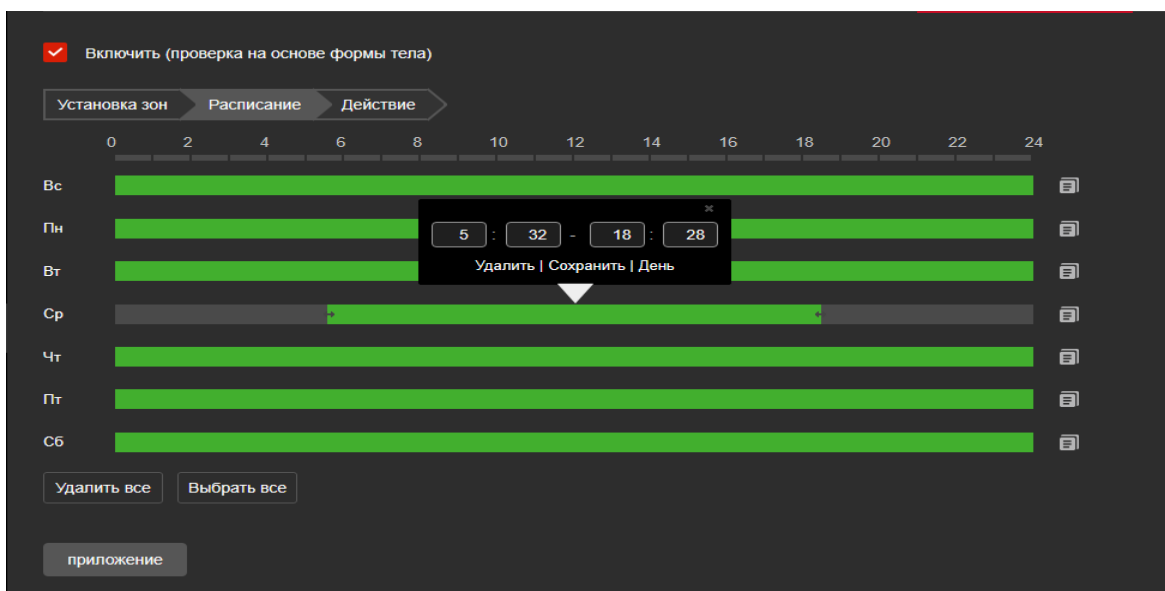 Включить (проверка на основе формы тела)
Установка зон Расписание Действие
0 2 4 6 8 10 12 14 16 18 20 22 24
Вс
Пн
5 : 32 - 18 : 28
Удалить | Сохранить | День
Вт
Ср
Чт
Пт
Сб
Удалить все Выбрать все
приложение